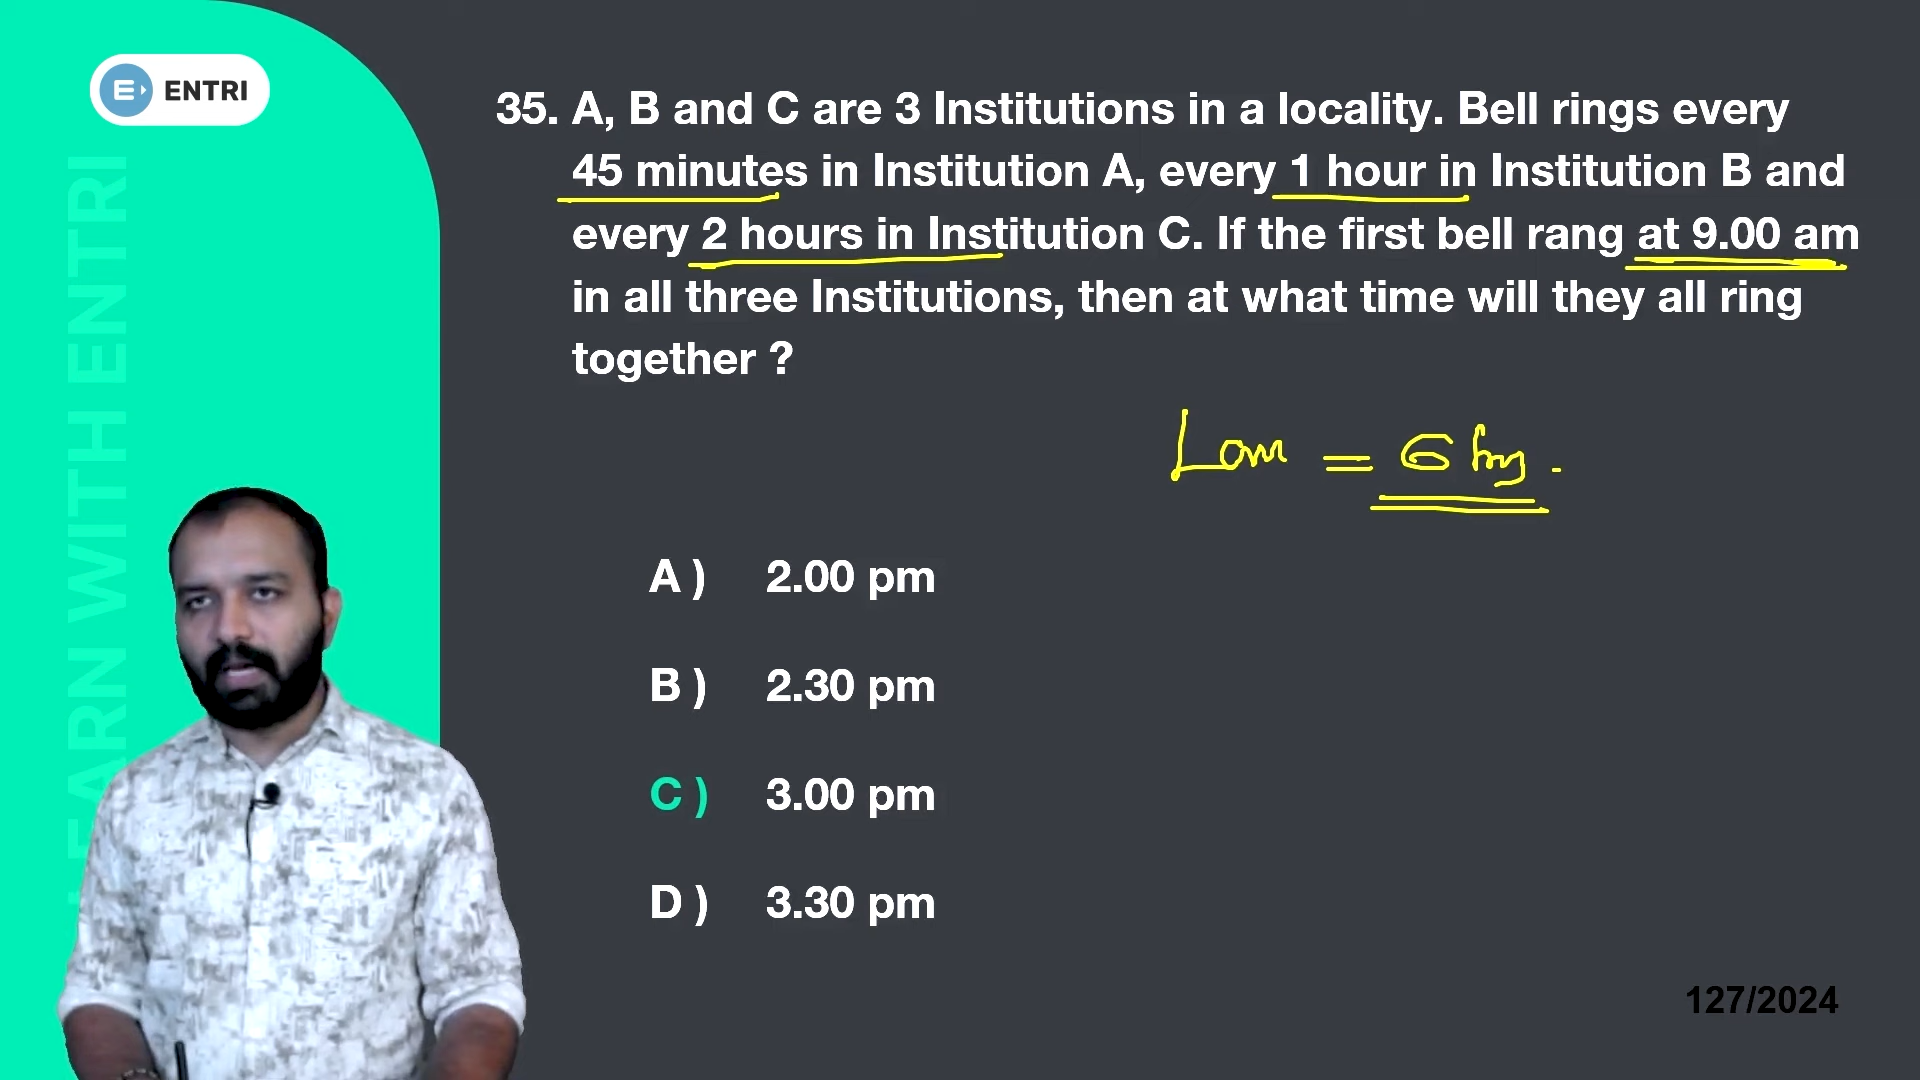 ENTRI
LEARN WITH ENTRI
35. A, B and C are 3 Institutions in a locality. Bell rings every
45 minutes in Institution A, every 1 hour in Institution B and
every 2 hours in Institution C. If the first bell rang at 9.00 am
in all three Institutions, then at what time will they all ring
together ?
= 6
A ) 2.00 pm
B ) 2.30 pm
C ) 3.00 pm
D ) 3.30 pm
127/2024